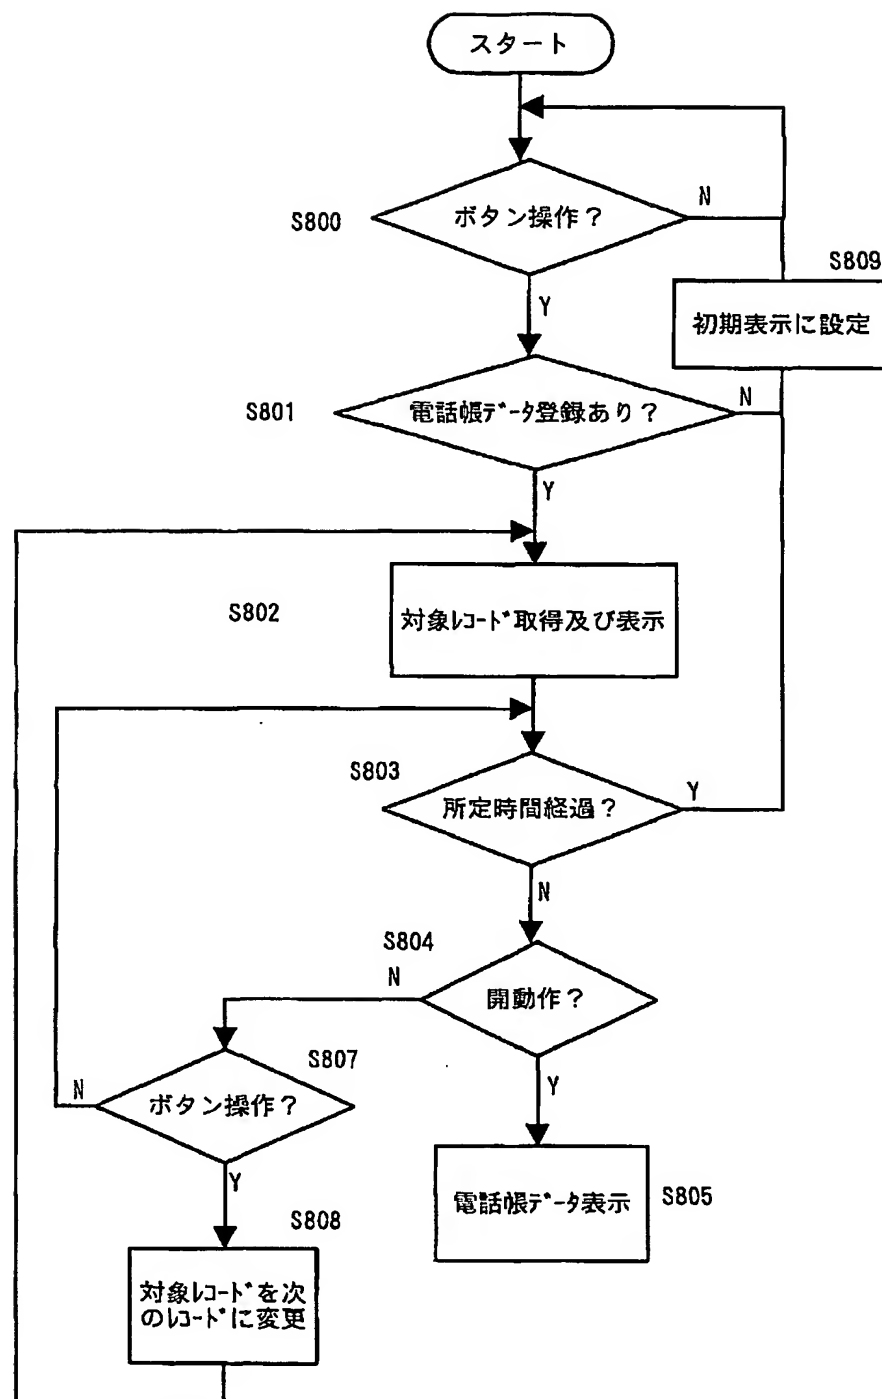 スタート
S800
ボタン操作？
N
Y
S809
初期表示に設定
S801
電話帳ﾃﾞｰﾀ登録あり？
N
Y
S802
対象ﾚｺｰﾄﾞ取得及び表示
S803
所定時間経過？
Y
N
S804
開動作？
N
Y
S807
ボタン操作？
N
Y
電話帳ﾃﾞｰﾀ表示
S805
S808
対象ﾚｺｰﾄﾞを次
のﾚｺｰﾄﾞに変更